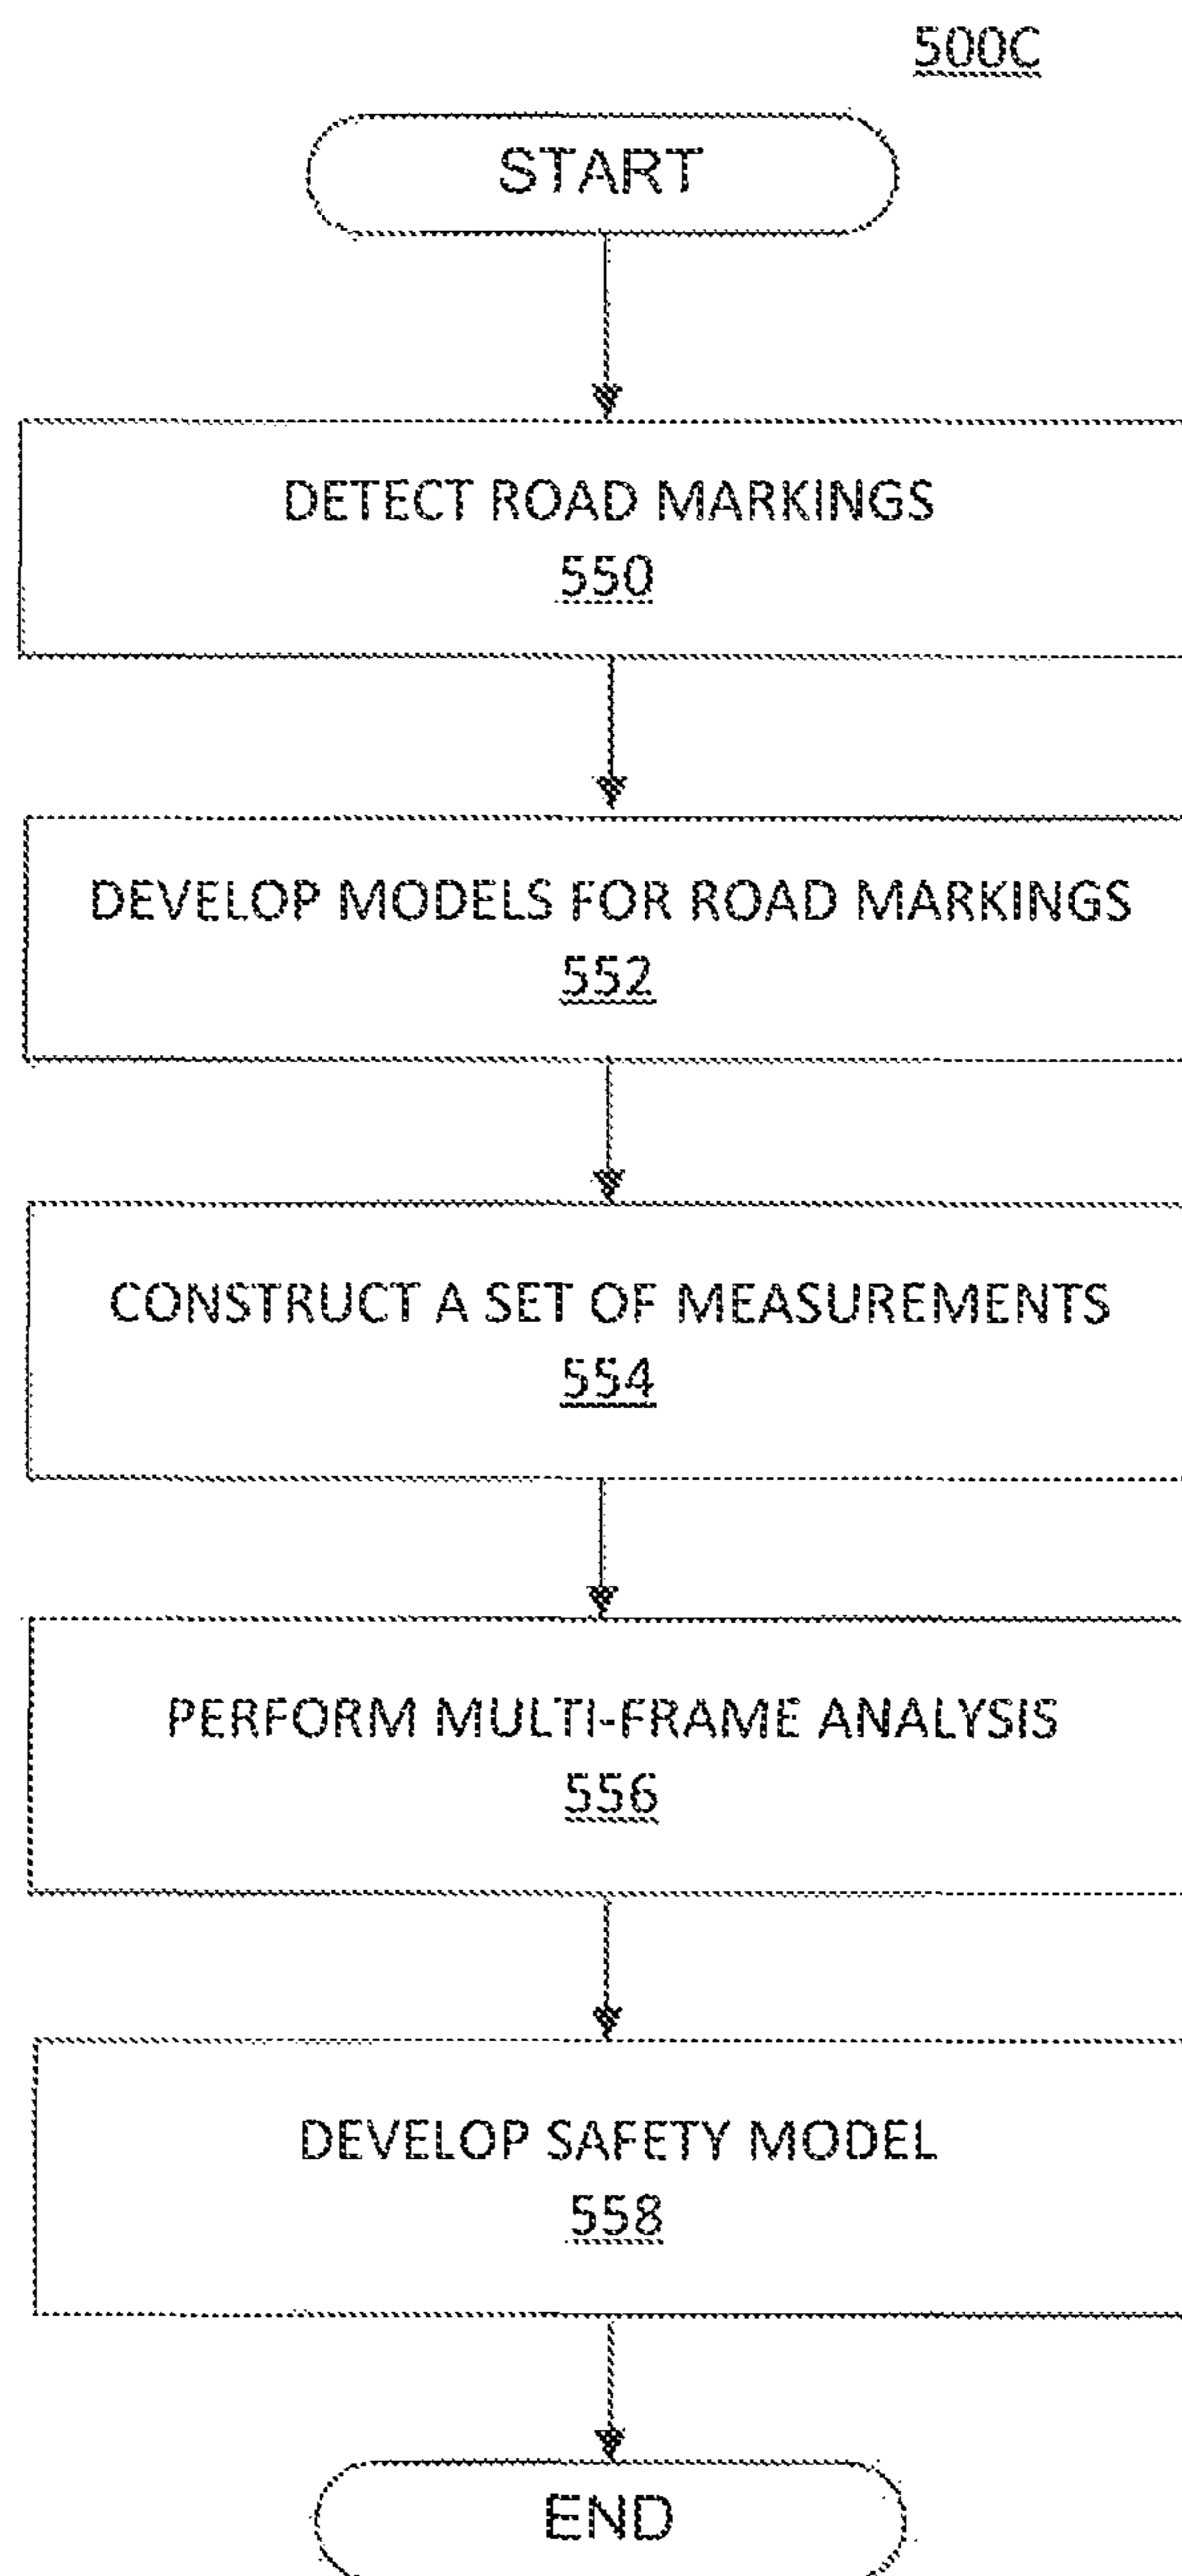 500C
START
DETECT ROAD MARKINGS
550
DEVELOP MODELS FOR ROAD MARKINGS
552
CONSTRUCT A SET OF MEASUREMENTS
554
PERFORM MULTI-FRAME ANALYSIS
556
DEVELOP SAFETY MODEL
558
END